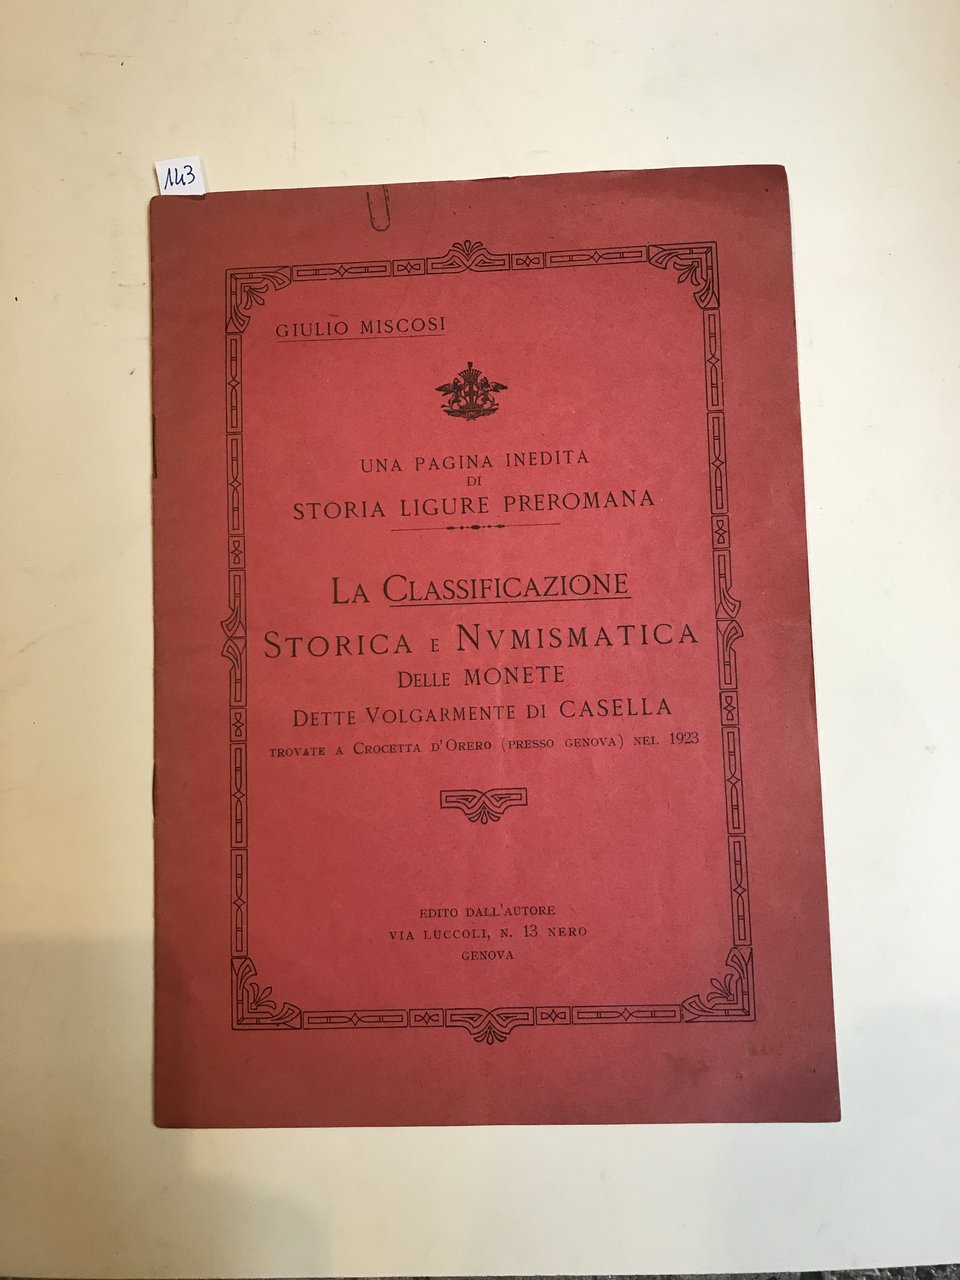 143
GIULIO MISCOSI
UNA PAGINA INEDITA
DI
STORIA LIGURE PREROMANA
LA CLASSIFICAZIONE
STORICA E NVMISMATICA
DELLE MONETE
DETTE VOLGARMENTE DI CASELLA
TROVATE A CROCETTA D'ORERO (PRESSO GENOVA) NEL 1923
EDITO DALL'AUTORE
VIA LUCCOLI, N. 13 NERO
GENOVA